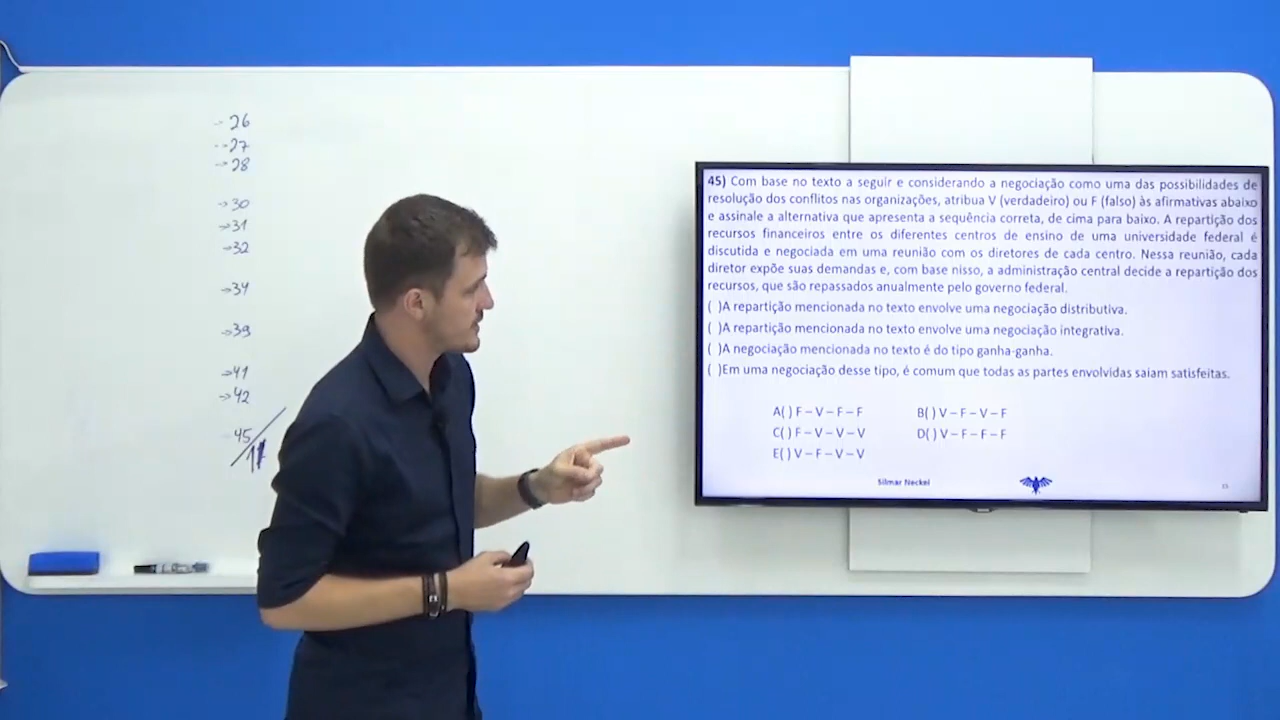 26
27
28
30
31
32
34
39
41
42
45
11
45) Com base no texto a seguir e considerando a negociação como uma das possibilidades de
resolução dos conflitos nas organizações, atribua V (verdadeiro) ou F (falso) às afirmativas abaixo
e assinale a alternativa que apresenta a sequência correta, de cima para baixo. A repartição dos
recursos financeiros entre os diferentes centros de ensino de uma universidade federal é
discutida e negociada em uma reunião com os diretores de cada centro. Nessa reunião, cada
diretor expõe suas demandas e, com base nisso, a administração central decide a repartição dos
recursos, que são repassados anualmente pelo governo federal.
( )A repartição mencionada no texto envolve uma negociação distributiva.
( )A repartição mencionada no texto envolve uma negociação integrativa.
( )A negociação mencionada no texto é do tipo ganha-ganha.
( )Em uma negociação desse tipo, é comum que todas as partes envolvidas saiam satisfeitas.
A( ) F – V – F – F B( ) V – F – V – F
C( ) F – V – V – V D( ) V – F – F – F
E( ) V – F – V – V
Silmar Neckel